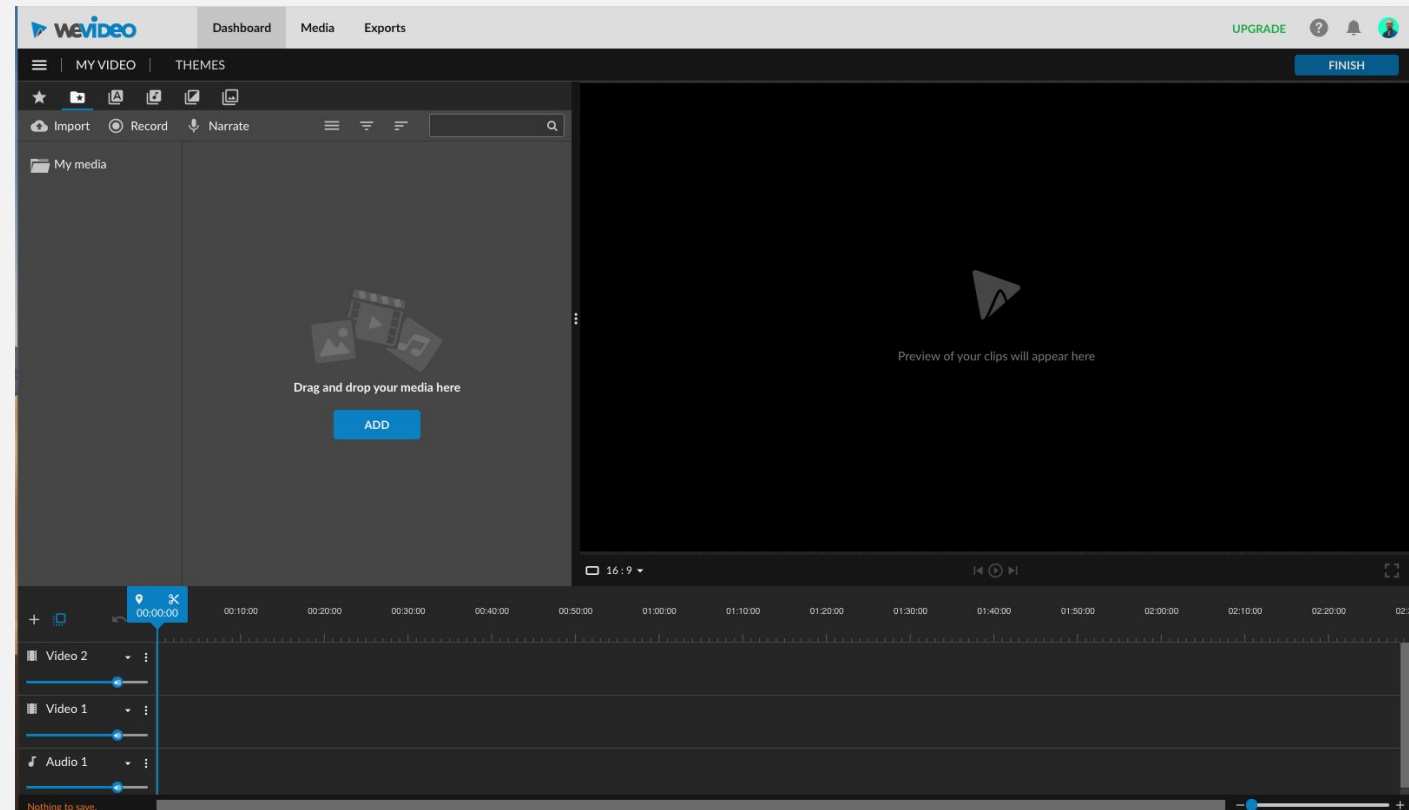 WeVIDEO
Dashboard Media Exports
UPGRADE
MY VIDEO THEMES
FINISH
Import Record Narrate
My media
Drag and drop your media here
ADD
Preview of your clips will appear here
16:9
00:00:00 00:10:00 00:20:00 00:30:00 00:40:00 00:50:00 01:00:00 01:10:00 01:20:00 01:30:00 01:40:00 01:50:00 02:00:00 02:10:00 02:20:00
Video 2
Video 1
Audio 1
Nothing to save.